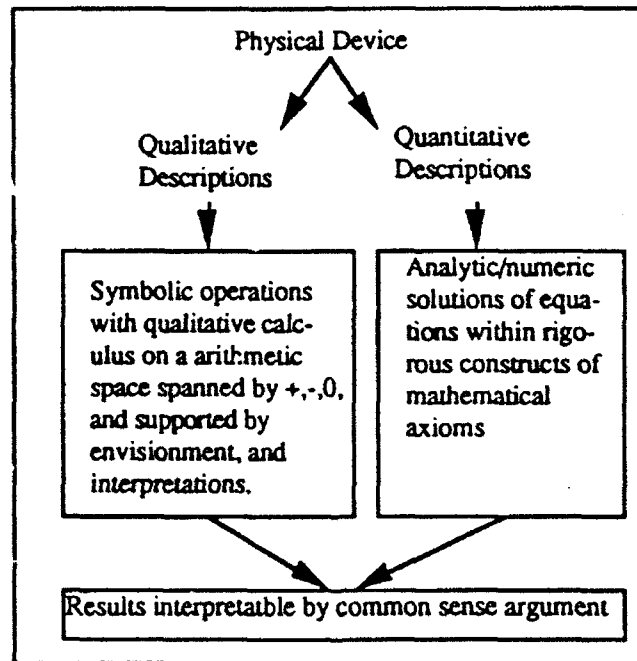 Physical Device
Qualitative
Descriptions
Quantitative
Descriptions
Symbolic operations
with qualitative calc-
ulus on a arithmetic
space spanned by +,-,0,
and supported by
envisionment, and
interpretations.
Analytic/numeric
solutions of equa-
tions within rigo-
rous constructs of
mathematical
axioms
Results interpretatble by common sense argument